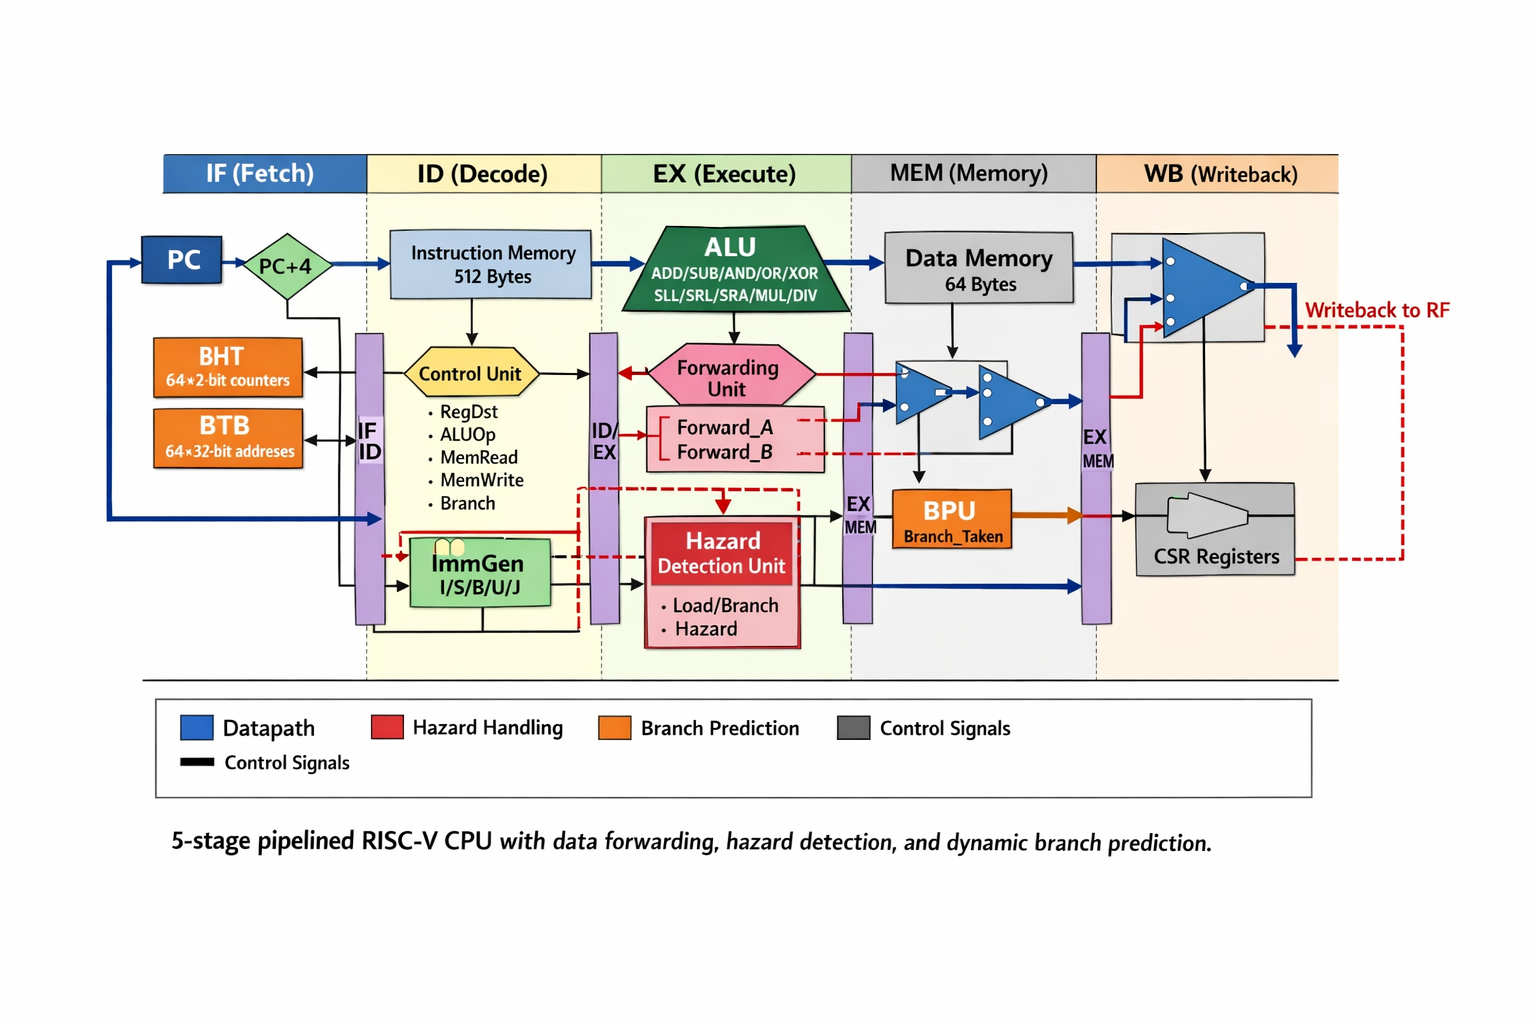 IF (Fetch)
ID (Decode)
EX (Execute)
MEM (Memory)
WB (Writeback)
PC
PC+4
Instruction Memory
512 Bytes
ALU
ADD/SUB/AND/OR/XOR
SLL/SRL/SRA/MUL/DIV
Data Memory
64 Bytes
Writeback to RF
BHT
64×2-bit counters
BTB
64×32-bit addreses
IF
ID
Control Unit
• RegDst
• ALUOp
• MemRead
• MemWrite
• Branch
ImmGen
I/S/B/U/J
ID/
EX
Forwarding
Unit
Forward_A
Forward_B
Hazard
Detection Unit
• Load/Branch
• Hazard
EX
MEM
BPU
Branch_Taken
EX
MEM
CSR Registers
Datapath
Hazard Handling
Branch Prediction
Control Signals
Control Signals
5-stage pipelined RISC-V CPU with data forwarding, hazard detection, and dynamic branch prediction.